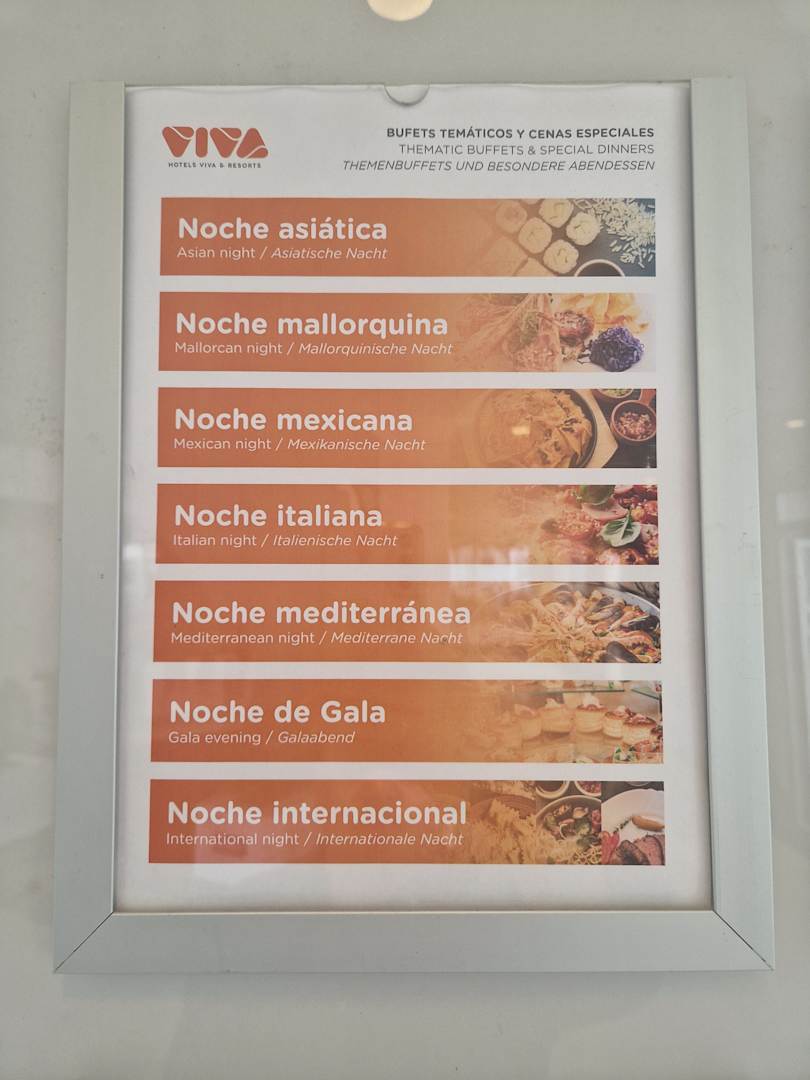 VIVA
HOTELS VIVA & RESORTS
BUFETS TEMÁTICOS Y CENAS ESPECIALES
THEMATIC BUFFETS & SPECIAL DINNERS
THEMENBUFFETS UND BESONDERE ABENDESSEN
Noche asiática
Asian night / Asiatische Nacht
Noche mallorquina
Mallorcan night / Mallorquinische Nacht
Noche mexicana
Mexican night / Mexikanische Nacht
Noche italiana
Italian night / Italienische Nacht
Noche mediterránea
Mediterranean night / Mediterrane Nacht
Noche de Gala
Gala evening / Galaabend
Noche internacional
International night / Internationale Nacht